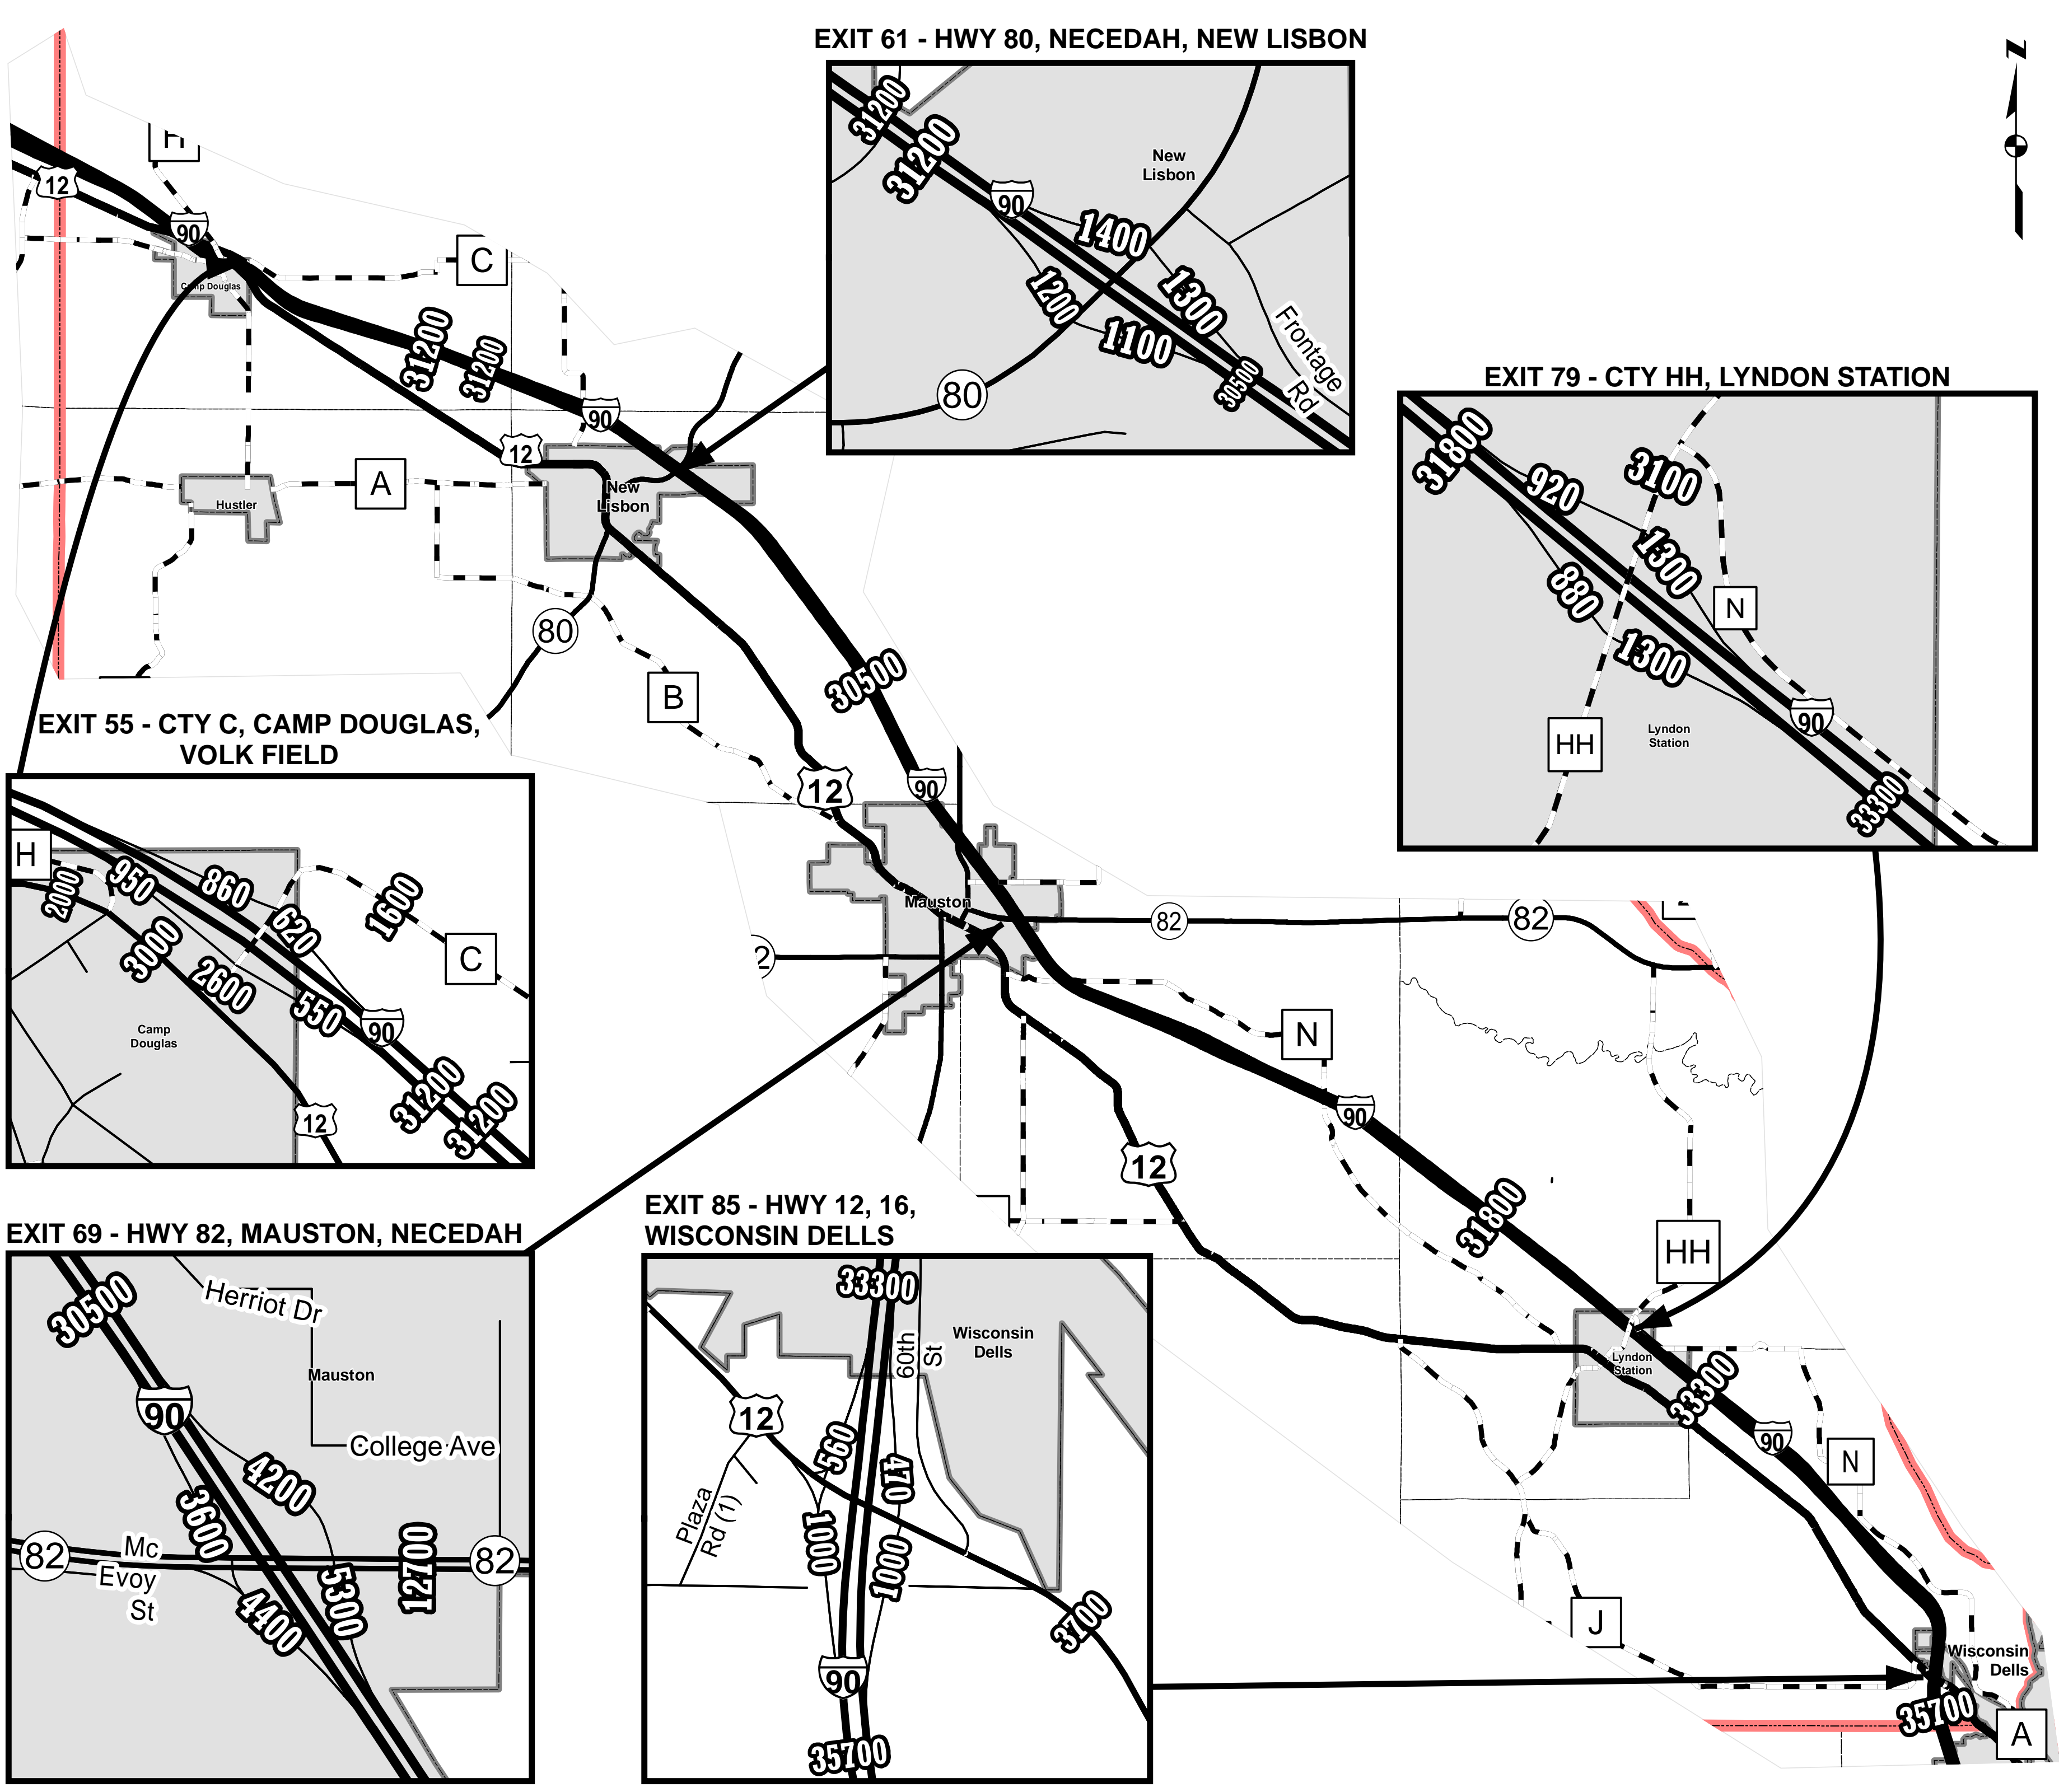 EXIT 61 - HWY 80, NECEDAH, NEW LISBON
N
31200
31200
90
New
Lisbon
1400
1200
1300
1100
30500
Frontage
Rd
80
H
12
90
C
Camp Douglas
31200
31200
90
12
A
Hustler
New
Lisbon
80
B
30500
EXIT 79 - CTY HH, LYNDON STATION
31800
920
3100
1300
880
1300
N
HH
Lyndon
Station
90
33300
EXIT 55 - CTY C, CAMP DOUGLAS,
VOLK FIELD
H
2000
950
860
620
1600
3000
2600
550
C
Camp
Douglas
90
12
31200
31200
12
90
Mauston
82
82
2
N
90
12
31800
HH
Lyndon
Station
33300
90
N
J
Wisconsin
Dells
35700
A
EXIT 69 - HWY 82, MAUSTON, NECEDAH
30500
Herriot Dr
Mauston
90
College Ave
4200
3600
82
Mc
Evoy
St
12700
82
5300
4400
EXIT 85 - HWY 12, 16,
WISCONSIN DELLS
33300
60th
St
Wisconsin
Dells
12
560
470
Plaza
Rd (1)
1000
1000
3700
90
35700